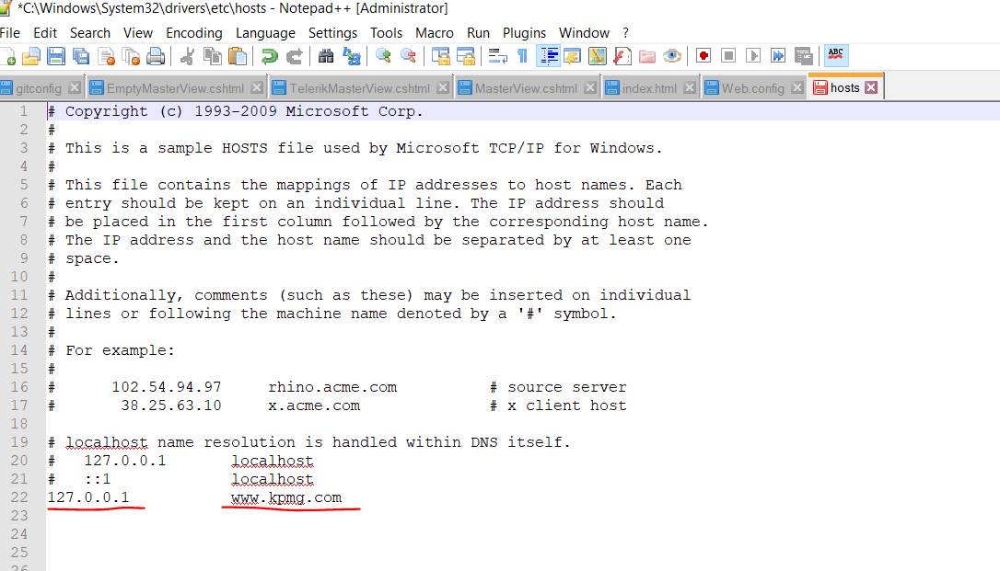 *C:\Windows\System32\drivers\etc\hosts - Notepad++ [Administrator]
File Edit Search View Encoding Language Settings Tools Macro Run Plugins Window ?
ABC
gitconfig EmptyMasterView.cshtml TelerikMasterView.cshtml MasterView.cshtml index.html Web.config hosts
1 # Copyright (c) 1993-2009 Microsoft Corp.
2 #
3 # This is a sample HOSTS file used by Microsoft TCP/IP for Windows.
4 #
5 # This file contains the mappings of IP addresses to host names. Each
6 # entry should be kept on an individual line. The IP address should
7 # be placed in the first column followed by the corresponding host name.
8 # The IP address and the host name should be separated by at least one
9 # space.
10 #
11 # Additionally, comments (such as these) may be inserted on individual
12 # lines or following the machine name denoted by a '#' symbol.
13 #
14 # For example:
15 #
16 # 102.54.94.97 rhino.acme.com # source server
17 # 38.25.63.10 x.acme.com # x client host
18
19 # localhost name resolution is handled within DNS itself.
20 # 127.0.0.1 localhost
21 # ::1 localhost
22 127.0.0.1 www.kpmg.com
23
24
25
26